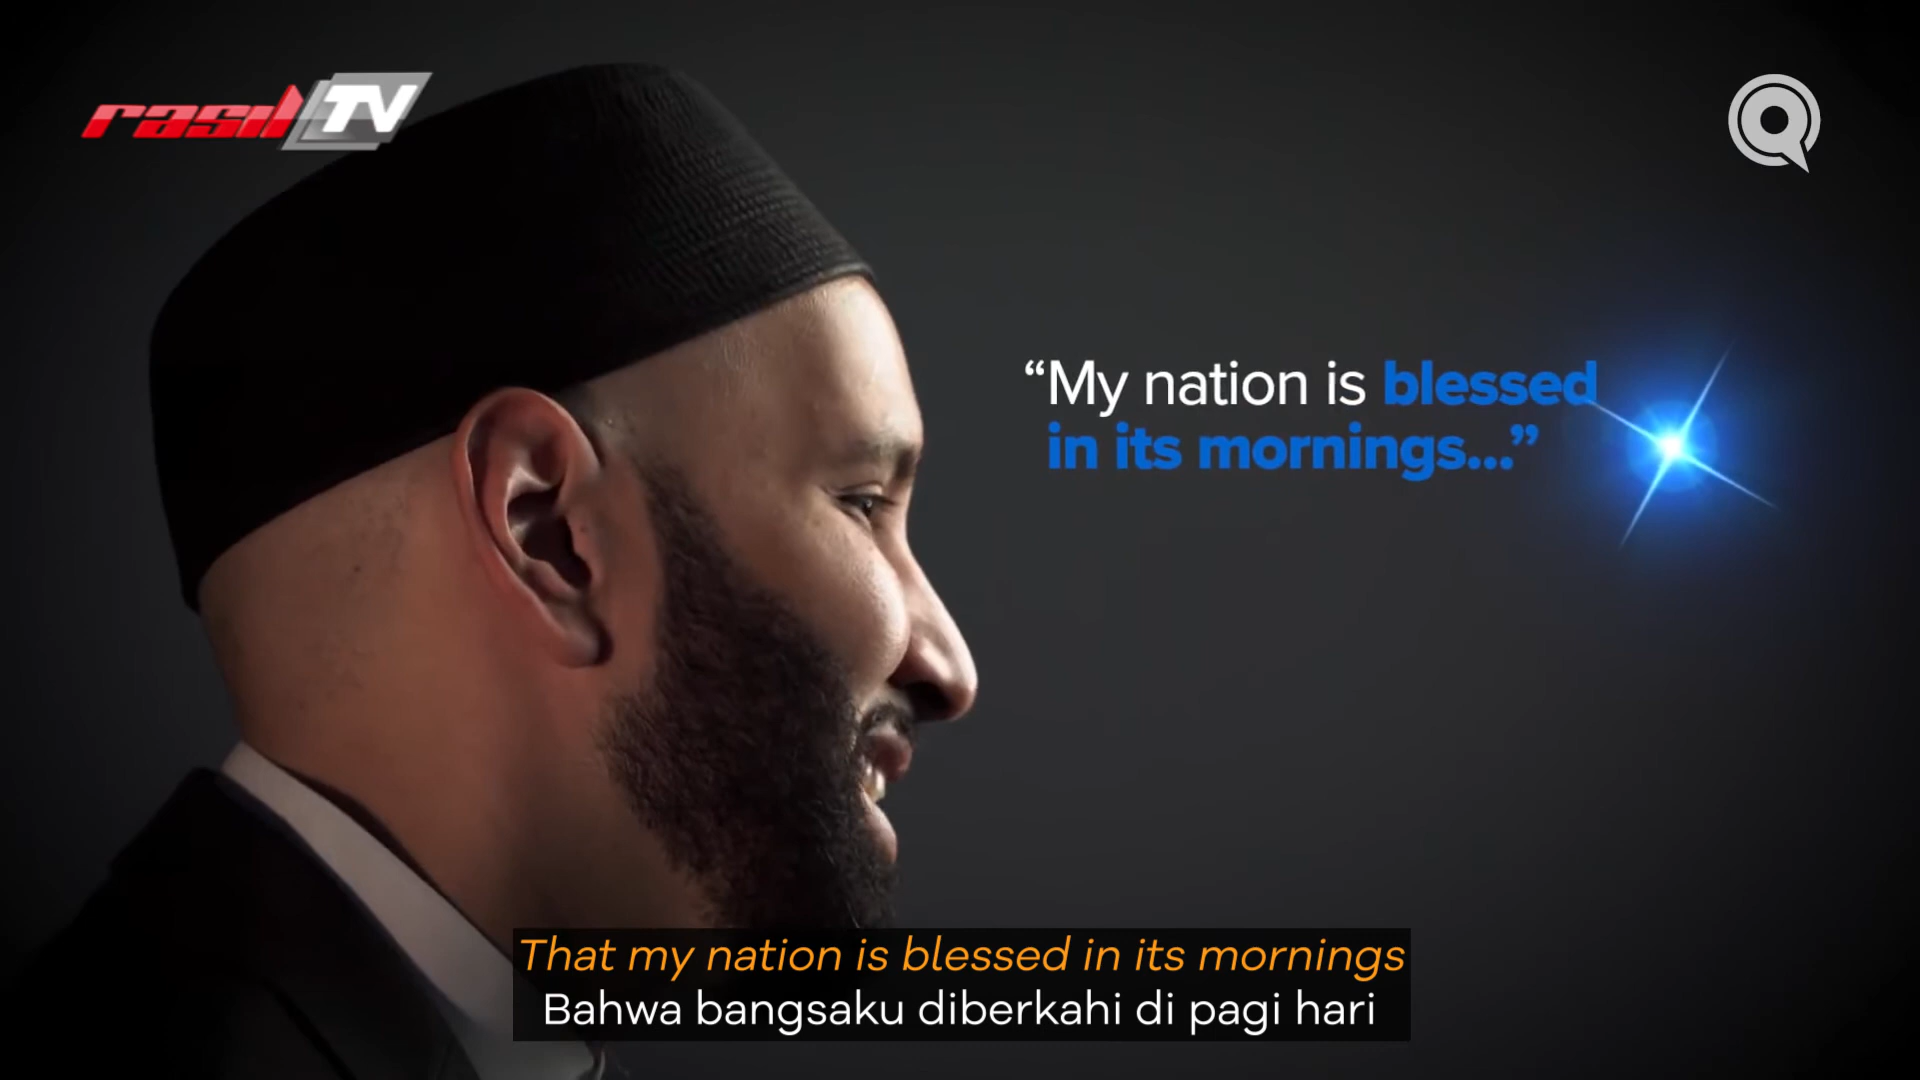 rasil TV
“My nation is blessed
in its mornings...”
That my nation is blessed in its mornings
Bahwa bangsaku diberkahi di pagi hari